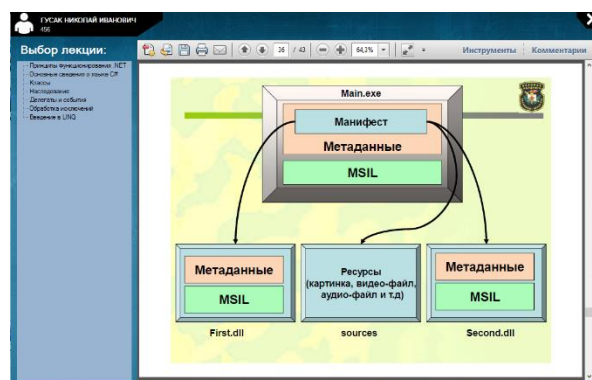 ГУСАК НИКОЛАЙ ИВАНОВИЧ
456
Выбор лекции:
36 / 43
64,3%
Инструменты
Комментарии
Принципы функционирования .NET
Основные сведения о языке C#
Классы
Наследование
Делегаты и события
Обработка исключений
Введение в LINQ
Main.exe
Манифест
Метаданные
MSIL
Метаданные
MSIL
First.dll
Ресурсы
(картинка, видео-файл,
аудио-файл и т.д)
sources
Метаданные
MSIL
Second.dll